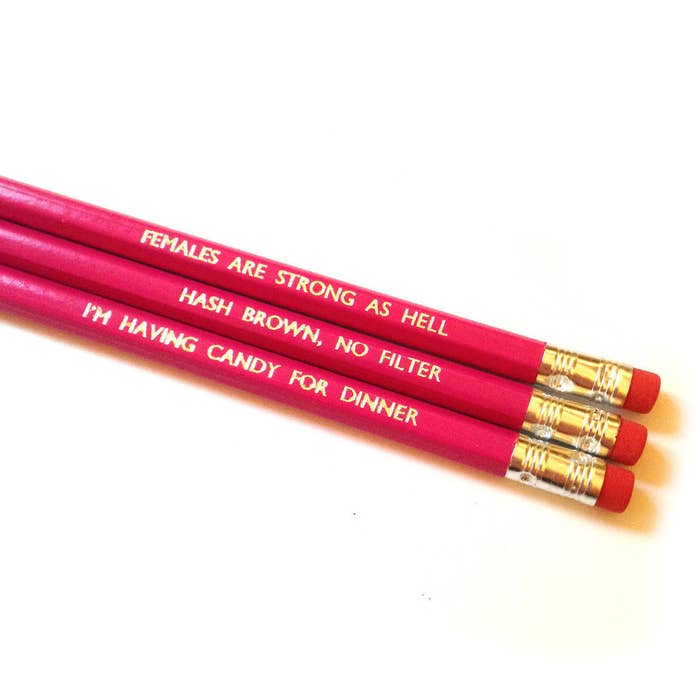 FEMALES ARE STRONG AS HELL
HASH BROWN, NO FILTER
I'M HAVING CANDY FOR DINNER